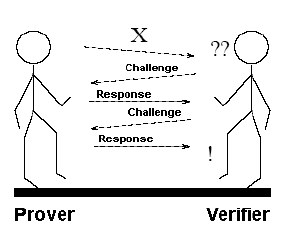 X
??
Challenge
Response
Challenge
Response
!
Prover Verifier